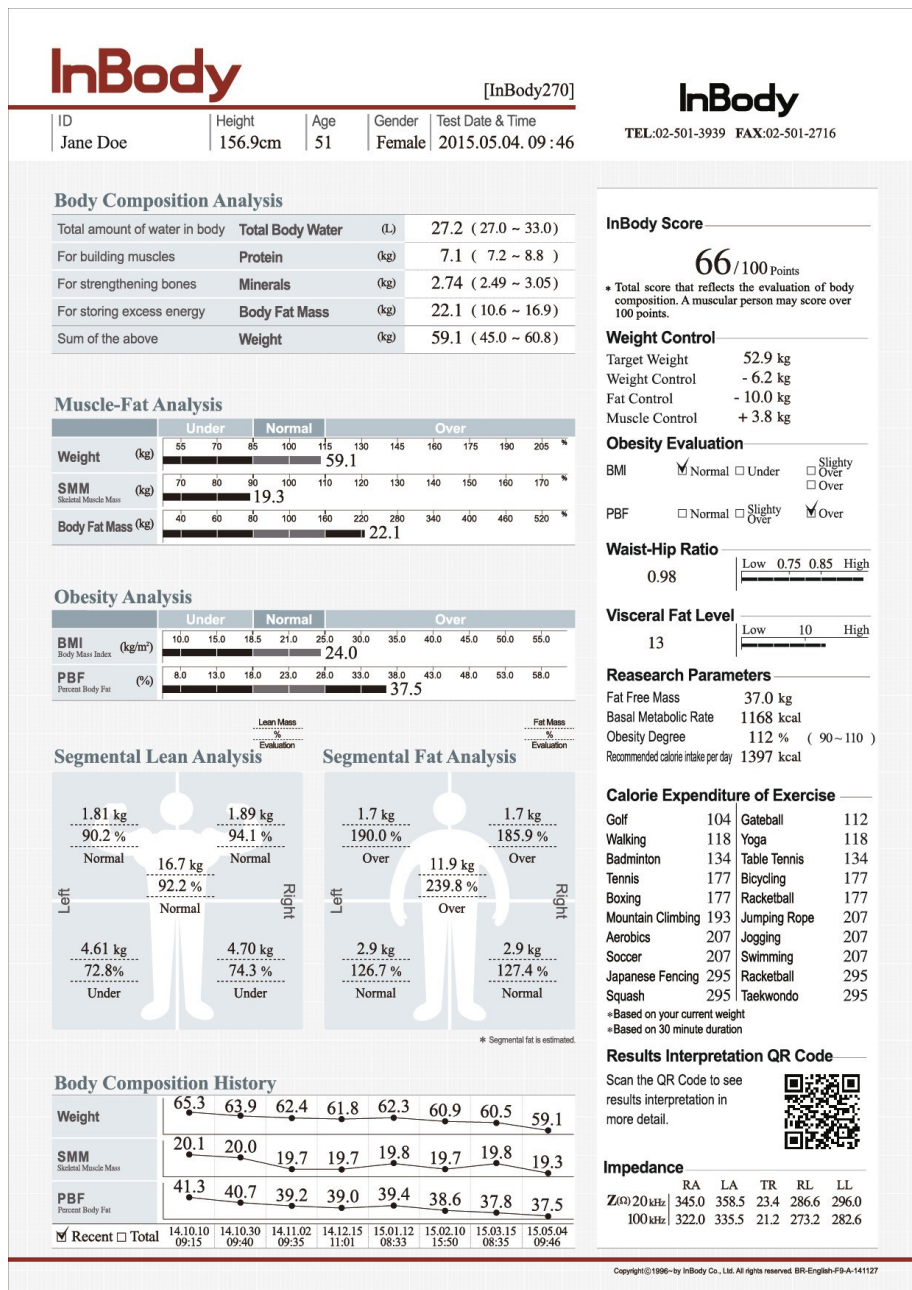 InBody
[InBody270]
ID Height Age Gender Test Date & Time
Jane Doe 156.9cm 51 Female 2015.05.04. 09 : 46
InBody
TEL:02-501-3939 FAX:02-501-2716
Body Composition Analysis
Total amount of water in body Total Body Water (L) 27.2 ( 27.0 ~ 33.0 )
For building muscles Protein (kg) 7.1 ( 7.2 ~ 8.8 )
For strengthening bones Minerals (kg) 2.74 ( 2.49 ~ 3.05 )
For storing excess energy Body Fat Mass (kg) 22.1 ( 10.6 ~ 16.9 )
Sum of the above Weight (kg) 59.1 ( 45.0 ~ 60.8 )
Muscle-Fat Analysis
Under Normal Over
Weight (kg) 55 70 85 100 115 130 145 160 175 190 205 %
59.1
SMM (kg) 70 80 90 100 110 120 130 140 150 160 170 %
Skeletal Muscle Mass 19.3
Body Fat Mass (kg) 40 60 80 100 160 220 280 340 400 460 520 %
22.1
Obesity Analysis
Under Normal Over
BMI (kg/m²) 10.0 15.0 18.5 21.0 25.0 30.0 35.0 40.0 45.0 50.0 55.0
Body Mass Index 24.0
PBF (%) 8.0 13.0 18.0 23.0 28.0 33.0 38.0 43.0 48.0 53.0 58.0
Percent Body Fat 37.5
Lean Mass
%
Evaluation
Segmental Lean Analysis
1.81 kg 1.89 kg
90.2 % 94.1 %
Normal Normal
16.7 kg
92.2 %
Normal
Left Right
4.61 kg 4.70 kg
72.8% 74.3 %
Under Under
Fat Mass
%
Evaluation
Segmental Fat Analysis
1.7 kg 1.7 kg
190.0 % 185.9 %
Over Over
11.9 kg
239.8 %
Over
Left Right
2.9 kg 2.9 kg
126.7 % 127.4 %
Normal Normal
* Segmental fat is estimated.
Body Composition History
Weight 65.3 63.9 62.4 61.8 62.3 60.9 60.5 59.1
SMM 20.1 20.0 19.7 19.7 19.8 19.7 19.8 19.3
Skeletal Muscle Mass
PBF 41.3 40.7 39.2 39.0 39.4 38.6 37.8 37.5
Percent Body Fat
Recent Total 14.10.10 14.10.30 14.11.02 14.12.15 15.01.12 15.02.10 15.03.15 15.05.04
09:15 09:40 09:35 11:01 08:33 15:50 08:35 09:46
InBody Score
66/100 Points
* Total score that reflects the evaluation of body
composition. A muscular person may score over
100 points.
Weight Control
Target Weight 52.9 kg
Weight Control - 6.2 kg
Fat Control - 10.0 kg
Muscle Control + 3.8 kg
Obesity Evaluation
BMI Normal Under Slighty Over
Over
PBF Normal Slighty Over Over
Waist-Hip Ratio
0.98 Low 0.75 0.85 High
Visceral Fat Level
13 Low 10 High
Reasearch Parameters
Fat Free Mass 37.0 kg
Basal Metabolic Rate 1168 kcal
Obesity Degree 112 % ( 90~110 )
Recommended calorie intake per day 1397 kcal
Calorie Expenditure of Exercise
Golf 104 Gateball 112
Walking 118 Yoga 118
Badminton 134 Table Tennis 134
Tennis 177 Bicycling 177
Boxing 177 Racketball 177
Mountain Climbing 193 Jumping Rope 207
Aerobics 207 Jogging 207
Soccer 207 Swimming 207
Japanese Fencing 295 Racketball 295
Squash 295 Taekwondo 295
*Based on your current weight
*Based on 30 minute duration
Results Interpretation QR Code
Scan the QR Code to see
results interpretation in
more detail.
Impedance
RA LA TR RL LL
Z(Ω) 20 kHz 345.0 358.5 23.4 286.6 296.0
100 kHz 322.0 335.5 21.2 273.2 282.6
Copyright©1996~by InBody Co., Ltd. All rights reserved. BR-English-F9-A-141127